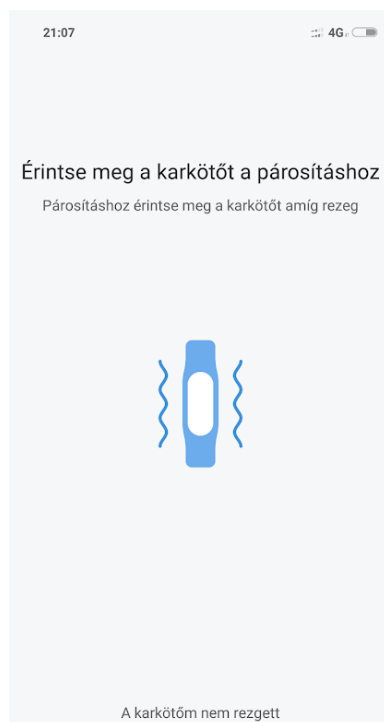 21:07 4G
Érintse meg a karkötőt a párosításhoz
Párosításhoz érintse meg a karkötőt amíg rezeg
A karkötőm nem rezgett